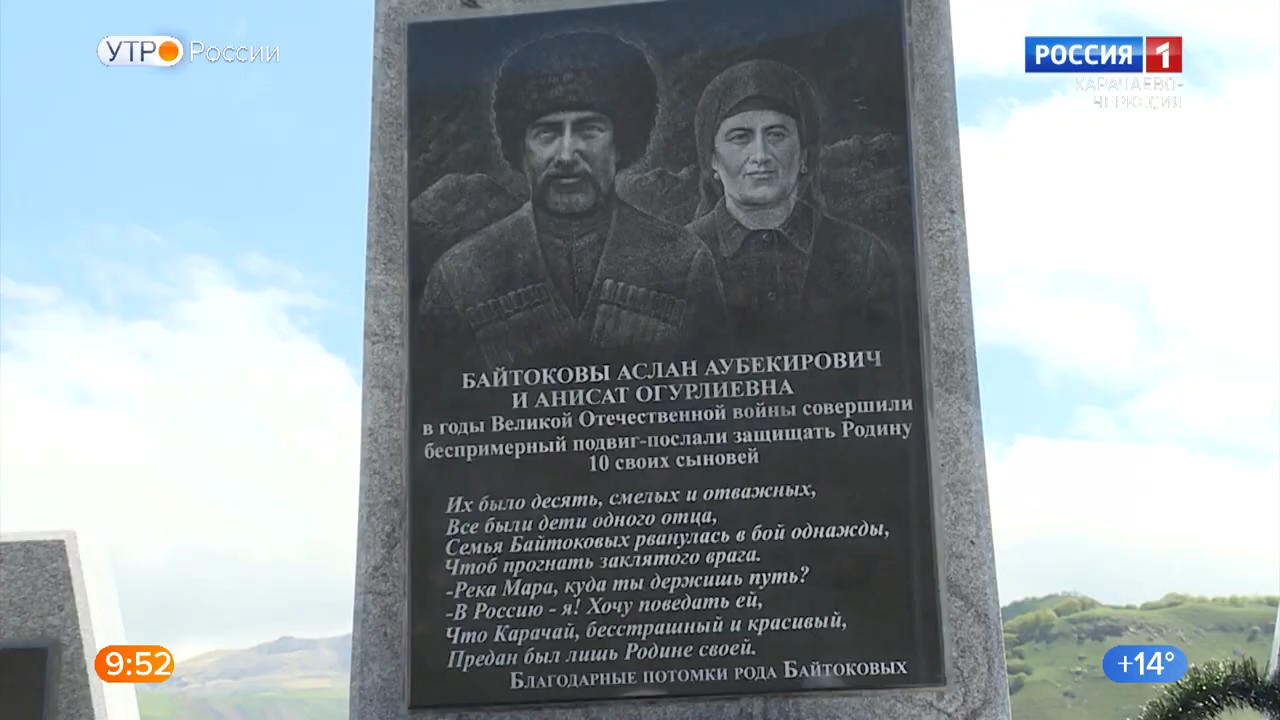 УТРО России
РОССИЯ 1
КАРАЧАЕВО-
ЧЕРКЕСИЯ
БАЙТОКОВЫ АСЛАН АУБЕКИРОВИЧ
И АНИСАТ ОГУРЛИЕВНА
в годы Великой Отечественной войны совершили
беспримерный подвиг-послали защищать Родину
10 своих сыновей
Их было десять, смелых и отважных,
Все были дети одного отца,
Семья Байтоковых рванулась в бой однажды,
Чтоб прогнать заклятого врага.
-Река Мара, куда ты держишь путь?
-В Россию - я! Хочу поведать ей,
Что Карачай, бесстрашный и красивый,
Предан был лишь Родине своей.
Благодарные потомки рода Байтоковых
9:52
+14°